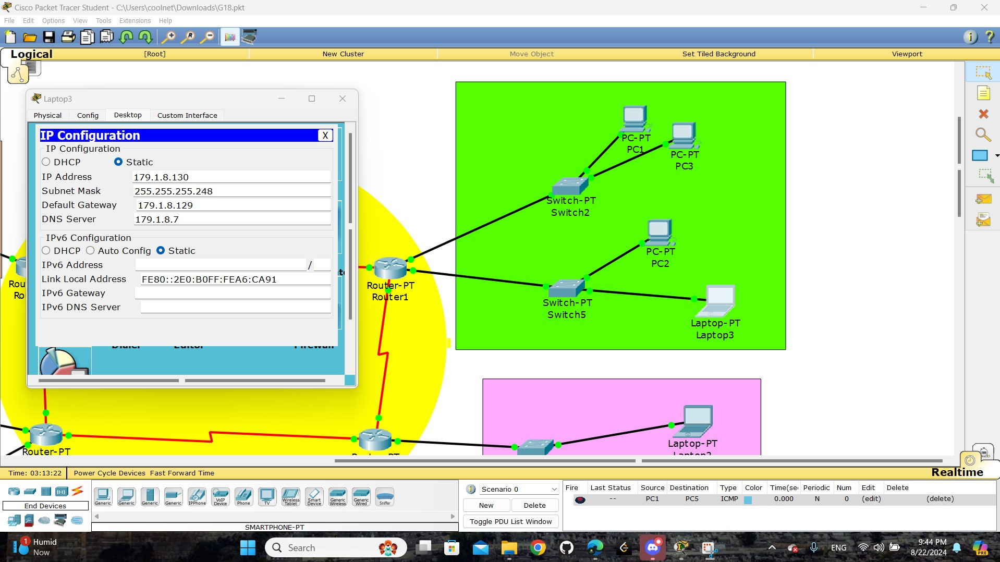 Cisco Packet Tracer Student - C:\Users\coolnet\Downloads\G18.pkt
File Edit Options View Tools Extensions Help
Logical [Root] New Cluster Move Object Set Tiled Background Viewport
Laptop3
Physical Config Desktop Custom Interface
IP Configuration X
IP Configuration
DHCP Static
IP Address 179.1.8.130
Subnet Mask 255.255.255.248
Default Gateway 179.1.8.129
DNS Server 179.1.8.7
IPv6 Configuration
DHCP Auto Config Static
IPv6 Address /
Link Local Address FE80::2E0:B0FF:FEA6:CA91
IPv6 Gateway
IPv6 DNS Server
Dialer Editor Firewall
PC-PT
PC1
PC-PT
PC3
Switch-PT
Switch2
PC-PT
PC2
Router-PT
Router1
Switch-PT
Switch5
Laptop-PT
Laptop3
Rou
Ro
Router-PT
Laptop-PT
Time: 03:13:22 Power Cycle Devices Fast Forward Time Realtime
End Devices
Generic Generic Generic Generic IPPhone VoIP Device Phone TV Wireless Tablet Smart Device Generic Wireless Generic Wired Sniffer
SMARTPHONE-PT
Scenario 0
New Delete
Toggle PDU List Window
Fire Last Status Source Destination Type Color Time(se Periodic Num Edit Delete
-- PC1 PC5 ICMP 0.000 N 0 (edit) (delete)
1 Humid
Now
Search
ENG
9:44 PM
8/22/2024
PRE